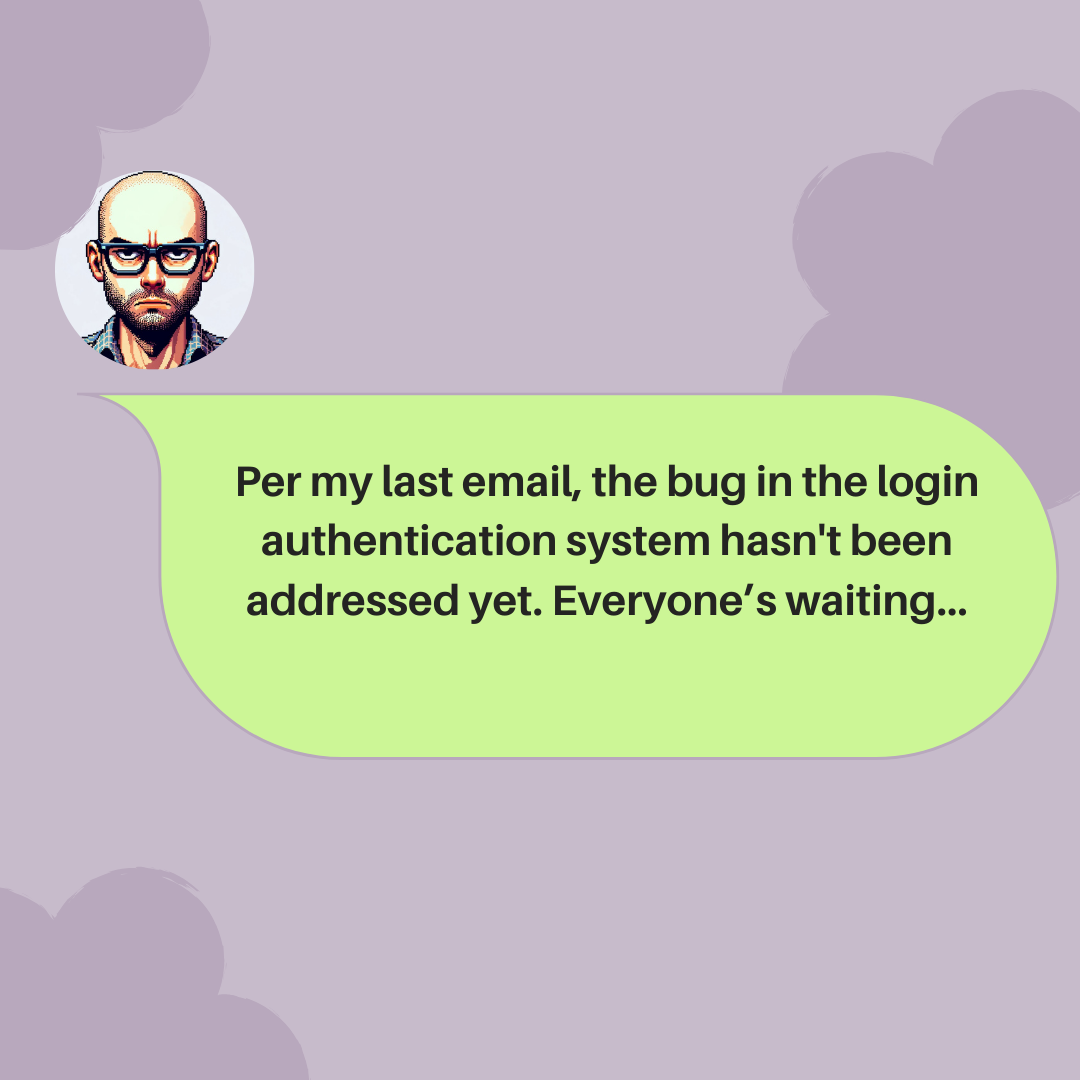 Per my last email, the bug in the login
authentication system hasn't been
addressed yet. Everyone’s waiting...